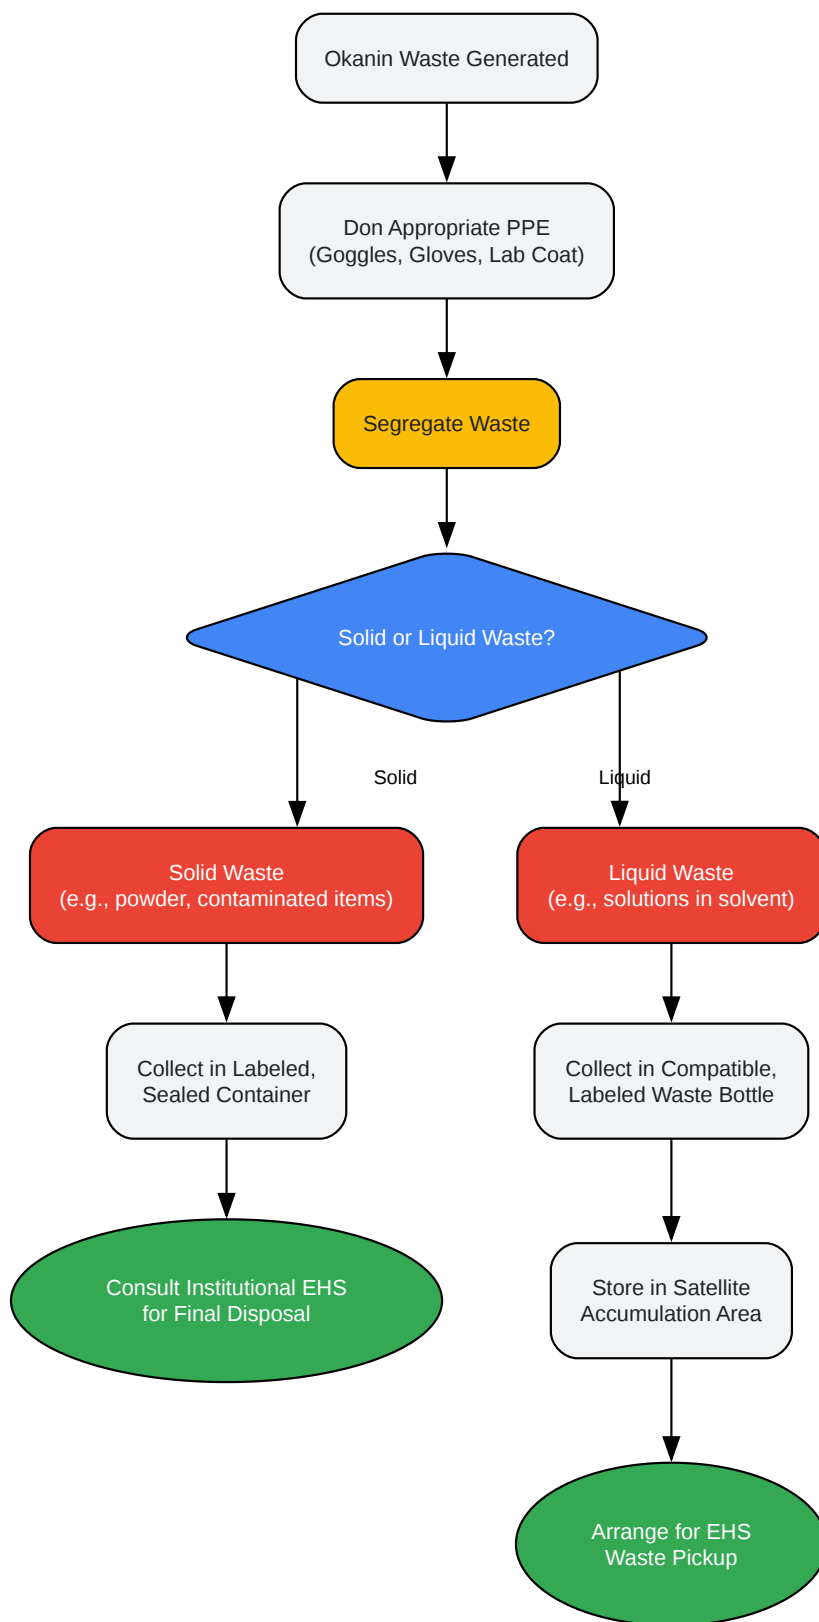 Okanin Waste Generated
Don Appropriate PPE
(Goggles, Gloves, Lab Coat)
Segregate Waste
Solid or Liquid Waste?
Solid
Liquid
Solid Waste
(e.g., powder, contaminated items)
Liquid Waste
(e.g., solutions in solvent)
Collect in Labeled,
Sealed Container
Collect in Compatible,
Labeled Waste Bottle
Consult Institutional EHS
for Final Disposal
Store in Satellite
Accumulation Area
Arrange for EHS
Waste Pickup